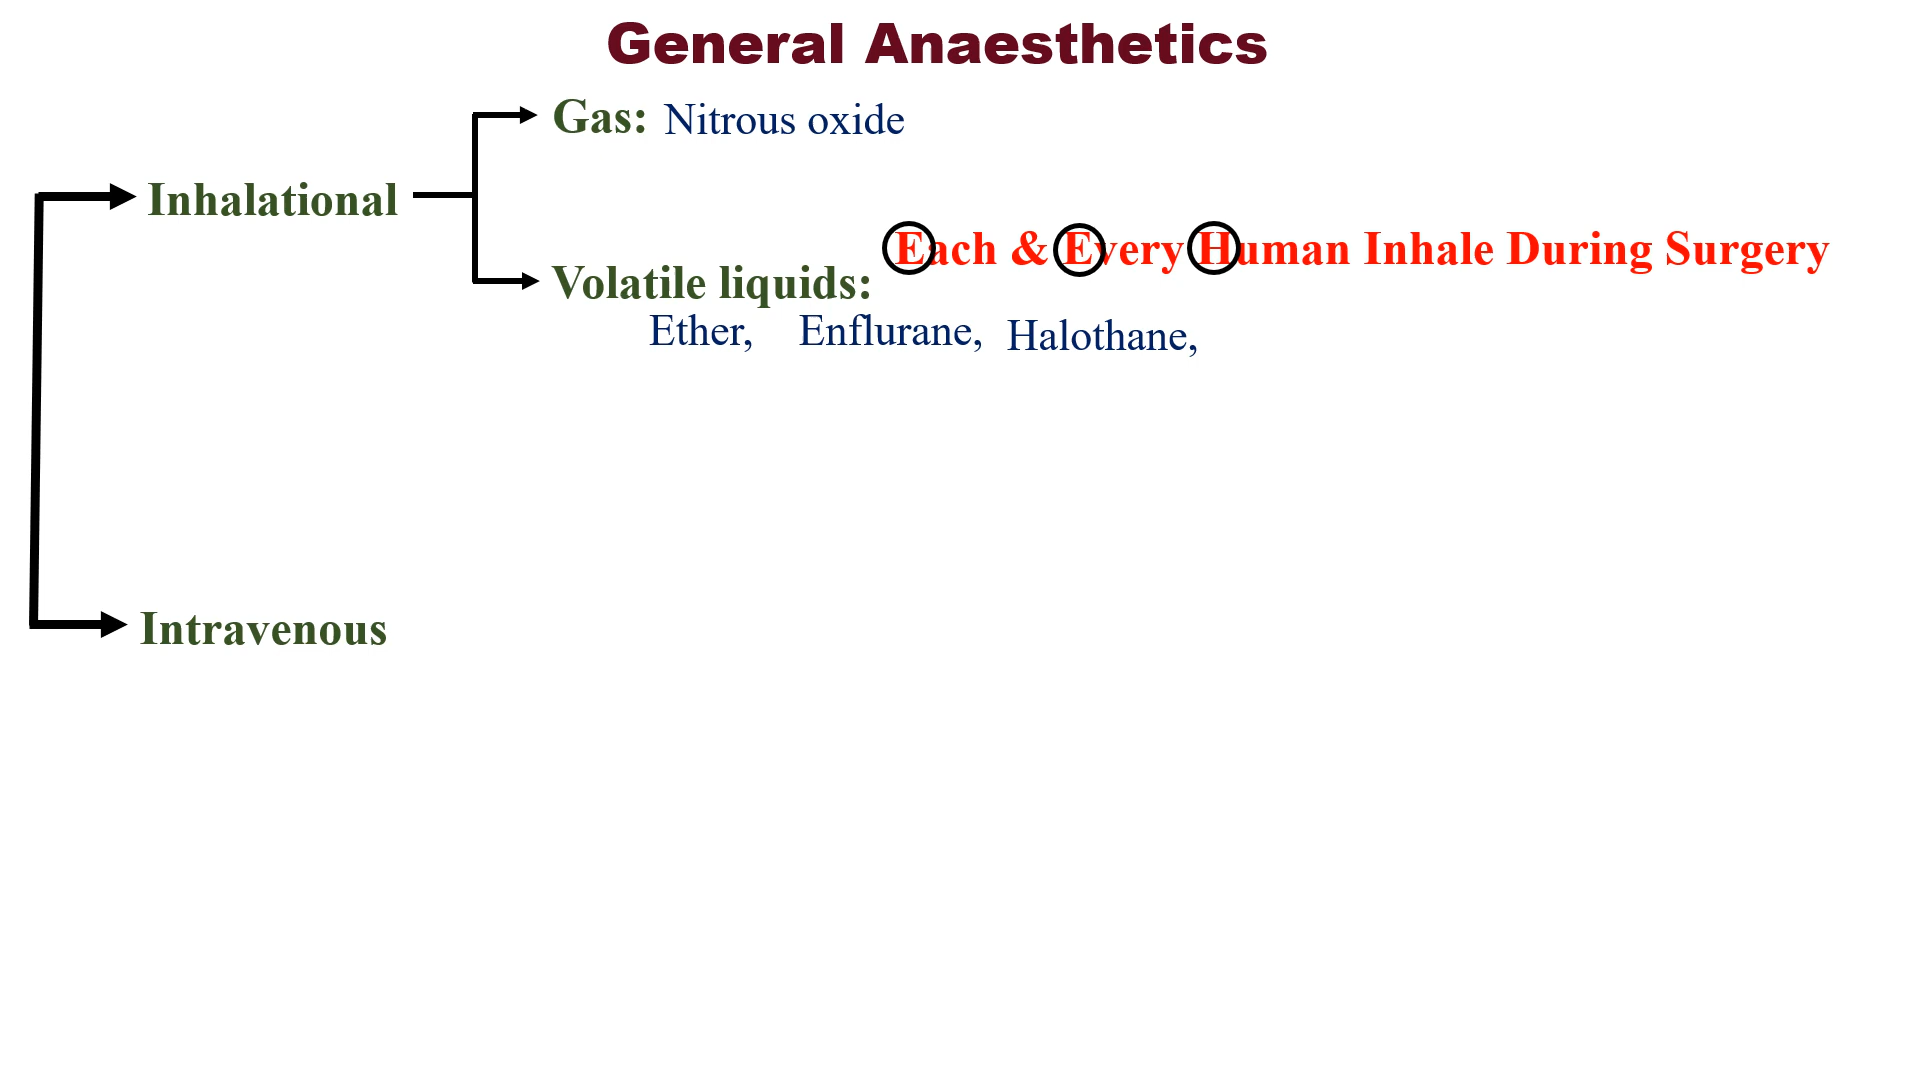 General Anaesthetics
Gas: Nitrous oxide
Inhalational
Each & Every Human Inhale During Surgery
Volatile liquids:
Ether, Enflurane, Halothane,
Intravenous